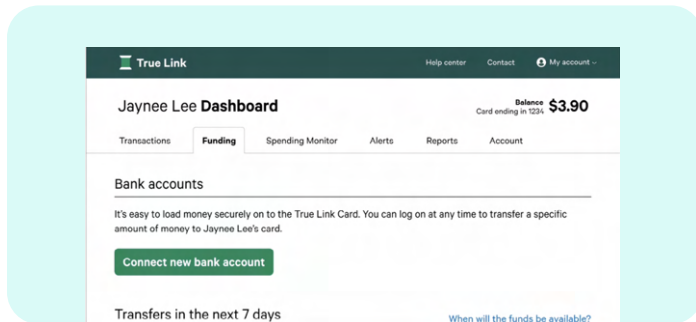 True Link
Help center Contact My account
Jaynee Lee Dashboard
Balance
Card ending in 1234 $3.90
Transactions Funding Spending Monitor Alerts Reports Account
Bank accounts
It's easy to load money securely on to the True Link Card. You can log on at any time to transfer a specific
amount of money to Jaynee Lee's card.
Connect new bank account
Transfers in the next 7 days
When will the funds be available?